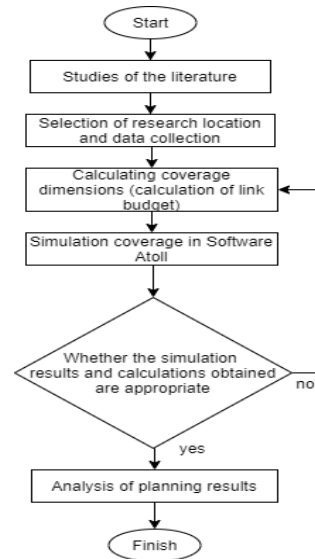 Start
Studies of the literature
Selection of research location
and data collection
Calculating coverage
dimensions (calculation of link
budget)
Simulation coverage in Software
Atoll
Whether the simulation
results and calculations obtained
are appropriate
no
yes
Analysis of planning results
Finish